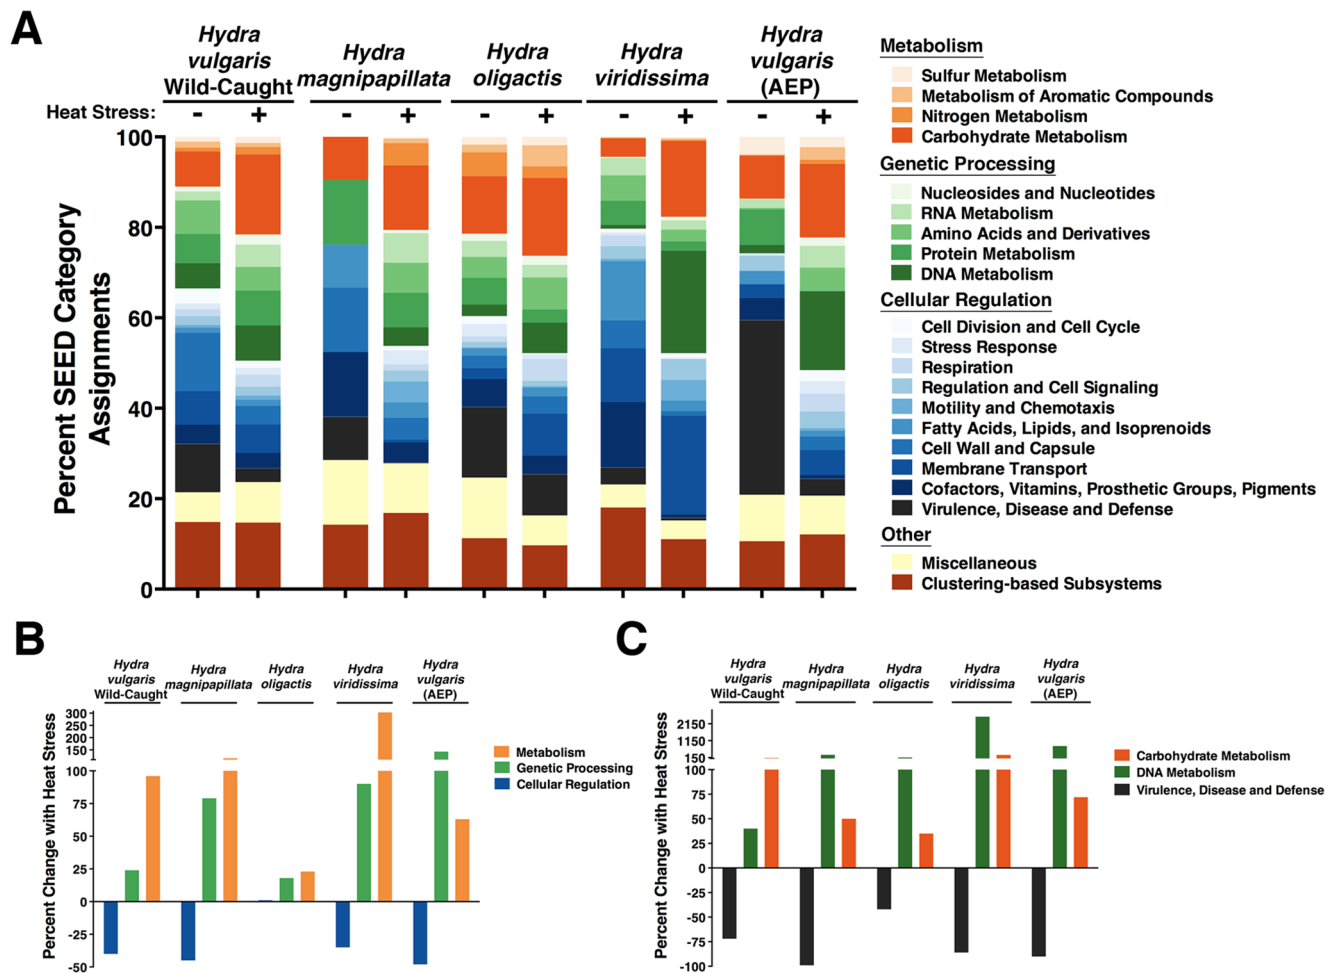 A
Hydra
vulgaris
Wild-Caught
Hydra
magnipapillata
Hydra
oligactis
Hydra
viridissima
Hydra
vulgaris
(AEP)
Heat Stress:
- + - + - + - + - +
Percent SEED Category
Assignments
100
80
60
40
20
0
Metabolism
Sulfur Metabolism
Metabolism of Aromatic Compounds
Nitrogen Metabolism
Carbohydrate Metabolism
Genetic Processing
Nucleosides and Nucleotides
RNA Metabolism
Amino Acids and Derivatives
Protein Metabolism
DNA Metabolism
Cellular Regulation
Cell Division and Cell Cycle
Stress Response
Respiration
Regulation and Cell Signaling
Motility and Chemotaxis
Fatty Acids, Lipids, and Isoprenoids
Cell Wall and Capsule
Membrane Transport
Cofactors, Vitamins, Prosthetic Groups, Pigments
Virulence, Disease and Defense
Other
Miscellaneous
Clustering-based Subsystems
B
Hydra
vulgaris
Wild-Caught
Hydra
magnipapillata
Hydra
oligactis
Hydra
viridissima
Hydra
vulgaris
(AEP)
Percent Change with Heat Stress
300
250
200
150
100
75
50
25
0
-25
-50
Metabolism
Genetic Processing
Cellular Regulation
C
Hydra
vulgaris
Wild-Caught
Hydra
magnipapillata
Hydra
oligactis
Hydra
viridissima
Hydra
vulgaris
(AEP)
Percent Change with Heat Stress
2150
1150
150
100
75
50
25
0
-25
-50
-75
-100
Carbohydrate Metabolism
DNA Metabolism
Virulence, Disease and Defense